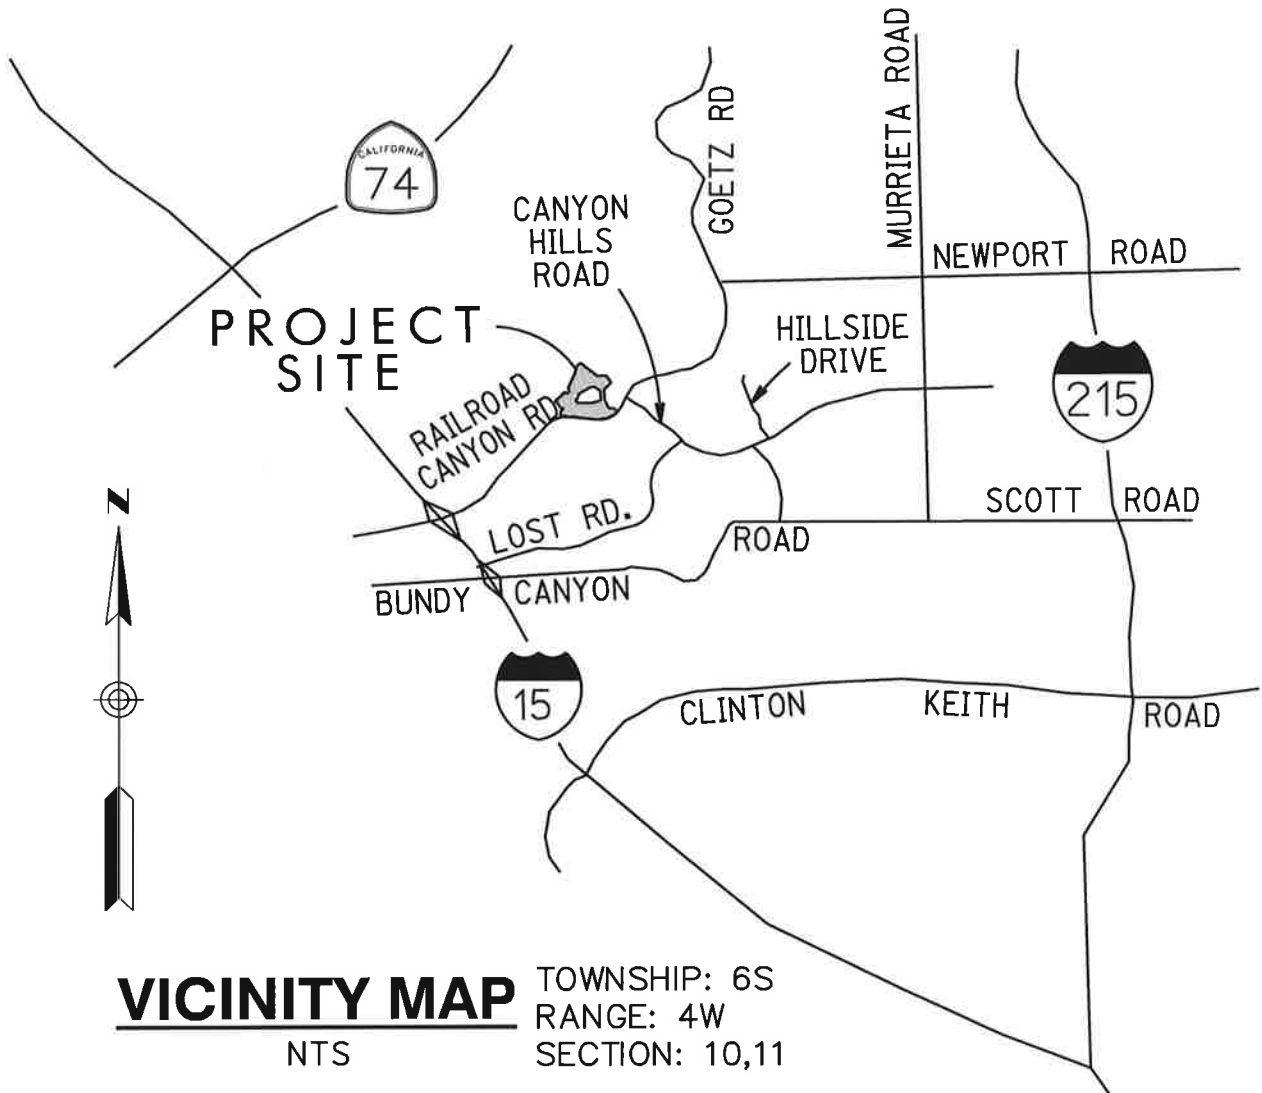 MURRIETA ROAD
GOETZ RD
CALIFORNIA
74
CANYON
HILLS
ROAD
NEWPORT ROAD
PROJECT
SITE
HILLSIDE
DRIVE
215
RAILROAD
CANYON RD.
N
SCOTT ROAD
LOST RD.
BUNDY CANYON ROAD
15
CLINTON KEITH ROAD
VICINITY MAP
NTS
TOWNSHIP: 6S
RANGE: 4W
SECTION: 10,11